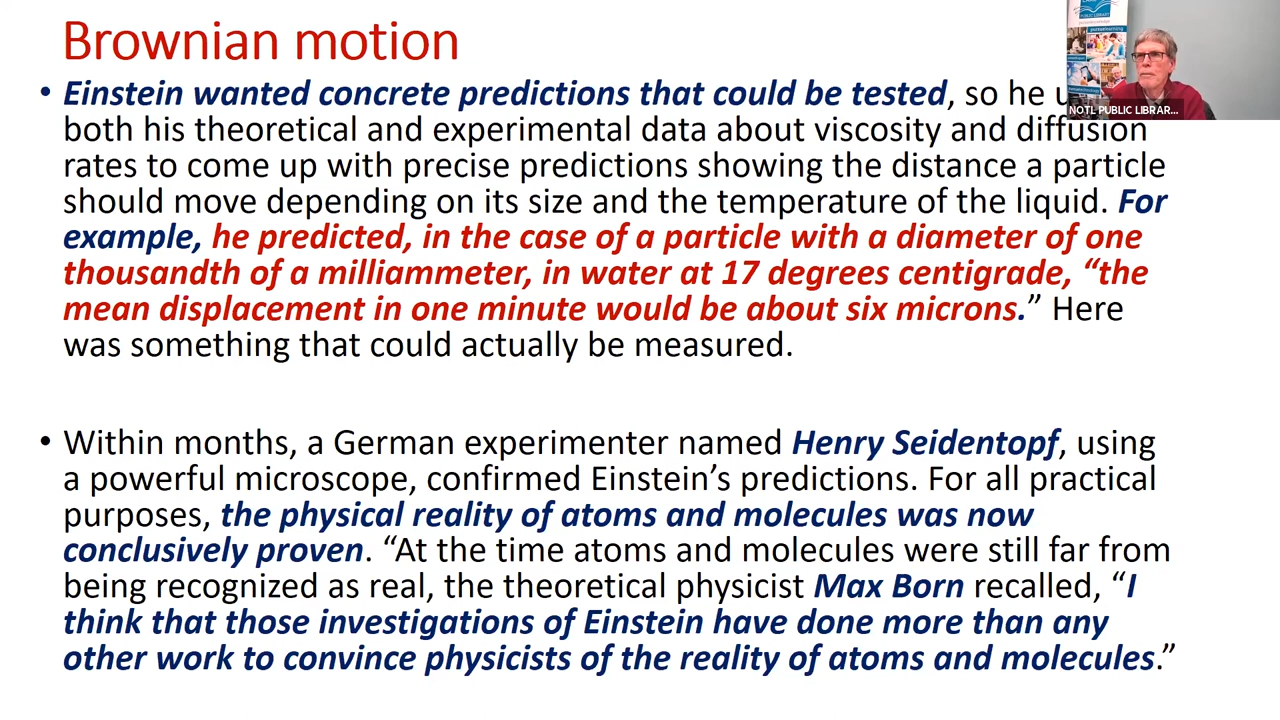 Brownian motion
• Einstein wanted concrete predictions that could be tested, so he
both his theoretical and experimental data about viscosity and diffusion
rates to come up with precise predictions showing the distance a particle
should move depending on its size and the temperature of the liquid. For
example, he predicted, in the case of a particle with a diameter of one
thousandth of a milliammeter, in water at 17 degrees centigrade, “the
mean displacement in one minute would be about six microns.” Here
was something that could actually be measured.
• Within months, a German experimenter named Henry Seidentopf, using
a powerful microscope, confirmed Einstein’s predictions. For all practical
purposes, the physical reality of atoms and molecules was now
conclusively proven. “At the time atoms and molecules were still far from
being recognized as real, the theoretical physicist Max Born recalled, “I
think that those investigations of Einstein have done more than any
other work to convince physicists of the reality of atoms and molecules.”
PUBLIC LIBRARY
NOTL PUBLIC LIBRAR...